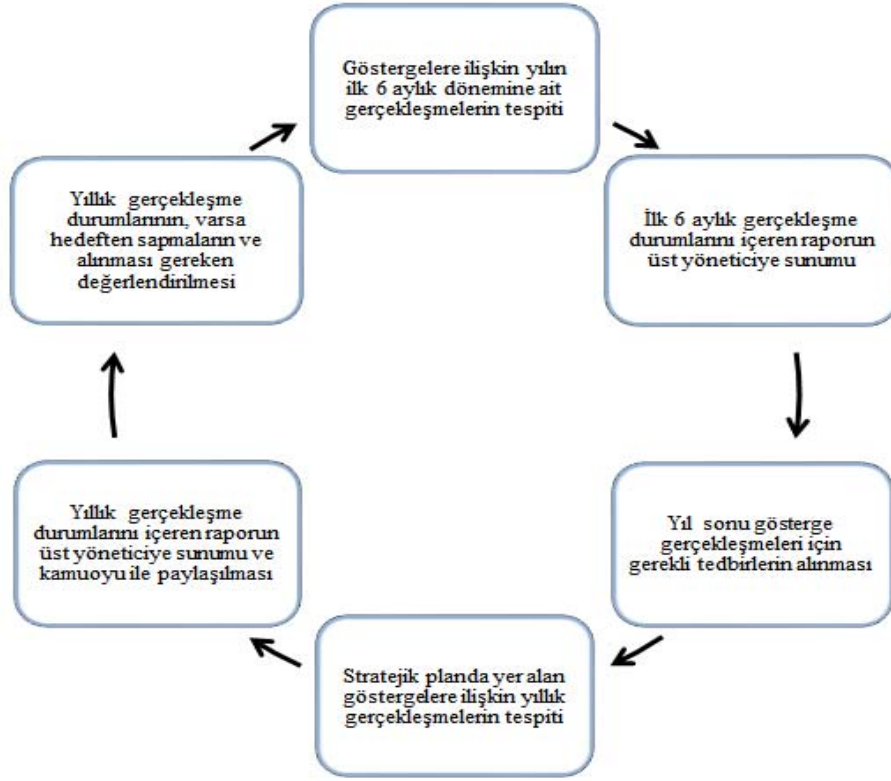 Göstergelere ilişkin yılın
ilk 6 aylık dönemine ait
gerçekleşmelerin tespiti
İlk 6 aylık gerçekleşme
durumlarını içeren raporun
üst yöneticiye sunumu
Yıl sonu gösterge
gerçekleşmeleri için
gerekli tedbirlerin alınması
Stratejik planda yer alan
göstergelere ilişkin yıllık
gerçekleşmelerin tespiti
Yıllık gerçekleşme
durumlarını içeren raporun
üst yöneticiye sunumu ve
kamuoyu ile paylaşılması
Yıllık gerçekleşme
durumlarının, varsa
hedeften sapmaların ve
alınması gereken
değerlendirilmesi